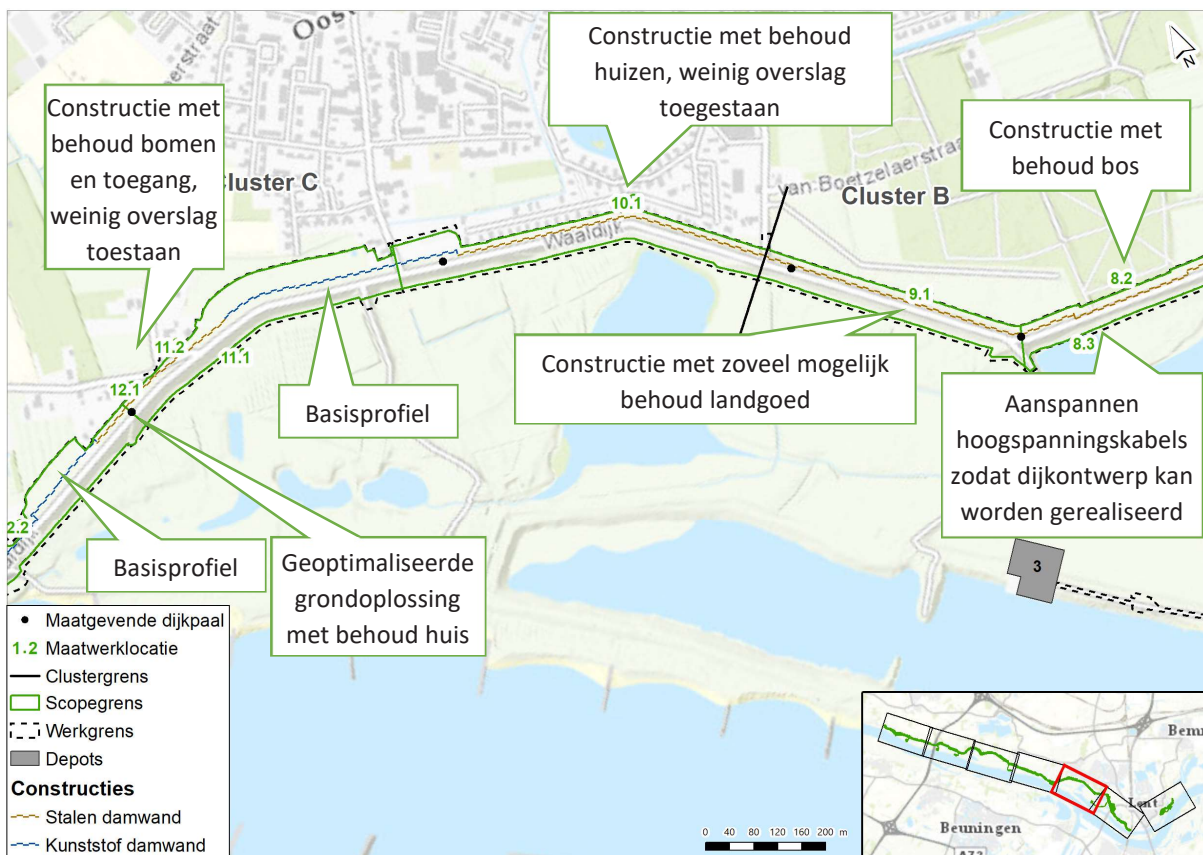 Constructie met behoud
huizen, weinig overslag
toegestaan
N
Constructie met
behoud bomen
en toegang,
weinig overslag
toestaan
Constructie met
behoud bos
van Boetzelaerstraa
Cluster B
luster C
10.1
Waaldijk
8.2
9.1
8.3
11.2
11.1
12.1
2.2
Constructie met zoveel mogelijk
behoud landgoed
Basisprofiel
Aanspannen
hoogspanningskabels
zodat dijkontwerp kan
worden gerealiseerd
Basisprofiel
Geoptimaliseerde
grondoplossing
met behoud huis
3
Maatgevende dijkpaal
1.2 Maatwerklocatie
Clustergrens
Scopegrens
Werkgrens
Depots
Constructies
Stalen damwand
Kunststof damwand
0 40 80 120 160 200 m
Lent
Beuningen
A73